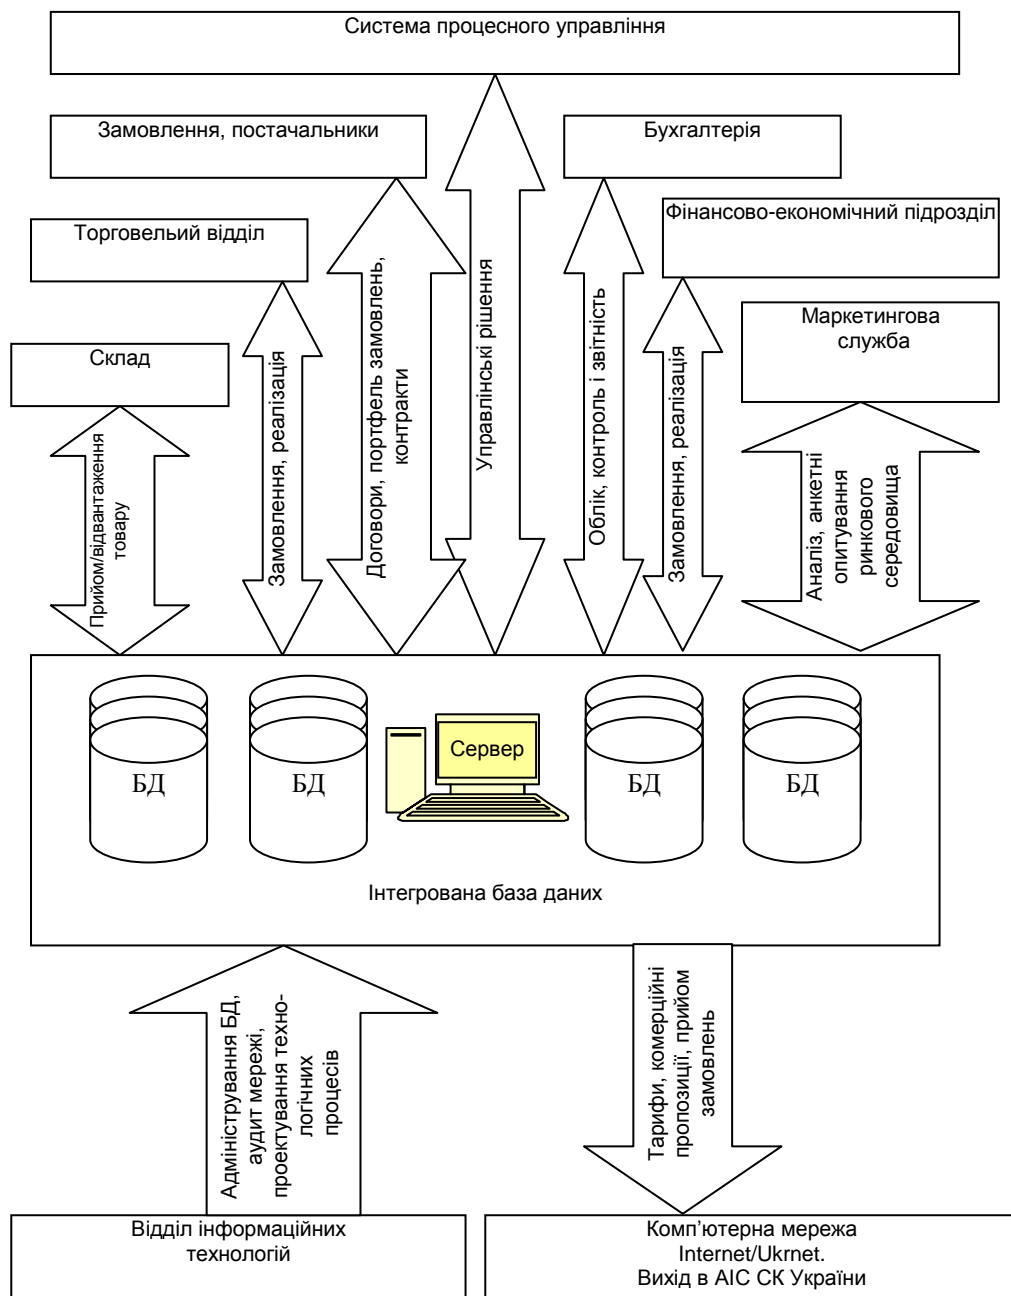 Система процесного управління
Замовлення, постачальники
Бухгалтерія
Торговельий відділ
Фінансово-економічний підрозділ
Склад
Маркетингова
служба
Прийом/відвантаження
товару
Замовлення, реалізація
Договори, портфель замовлень,
контракти
Управлінські рішення
Облік, контроль і звітність
Замовлення, реалізація
Аналіз, анкетні
опитування
ринкового
середовища
БД
БД
Сервер
БД
БД
Інтегрована база даних
Адміністрування БД,
аудит мережі,
проектування техно-
логічних
процесів
Тарифи, комерційні
пропозиції, прийом
замовлень
Відділ інформаційних
технологій
Комп’ютерна мережа
Internet/Ukrnet.
Вихід в АІС СК України